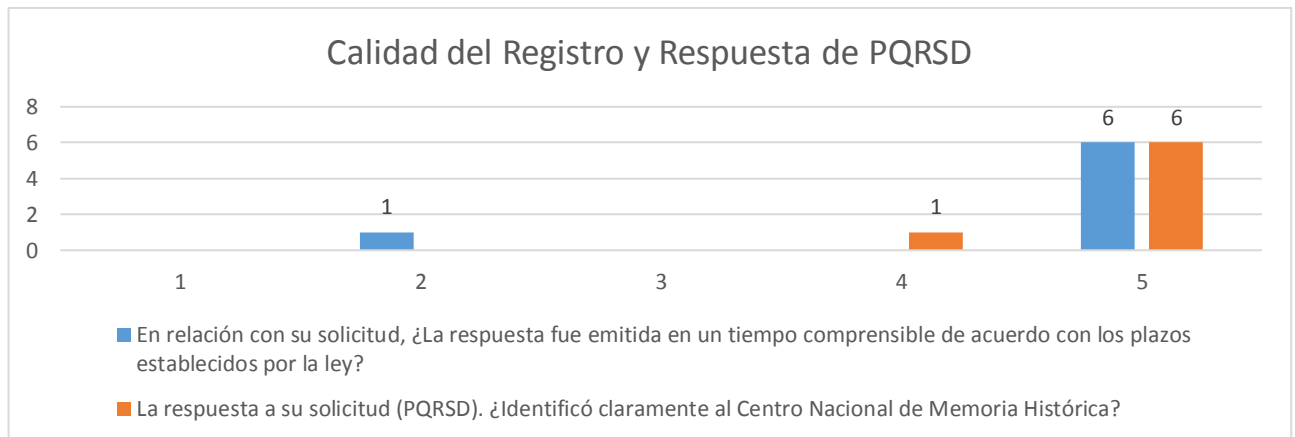 Calidad del Registro y Respuesta de PQRSD
8
6 6
6
4
1 1
2
0
1 2 3 4 5
En relación con su solicitud, ¿La respuesta fue emitida en un tiempo comprensible de acuerdo con los plazos
establecidos por la ley?
La respuesta a su solicitud (PQRSD). ¿Identificó claramente al Centro Nacional de Memoria Histórica?